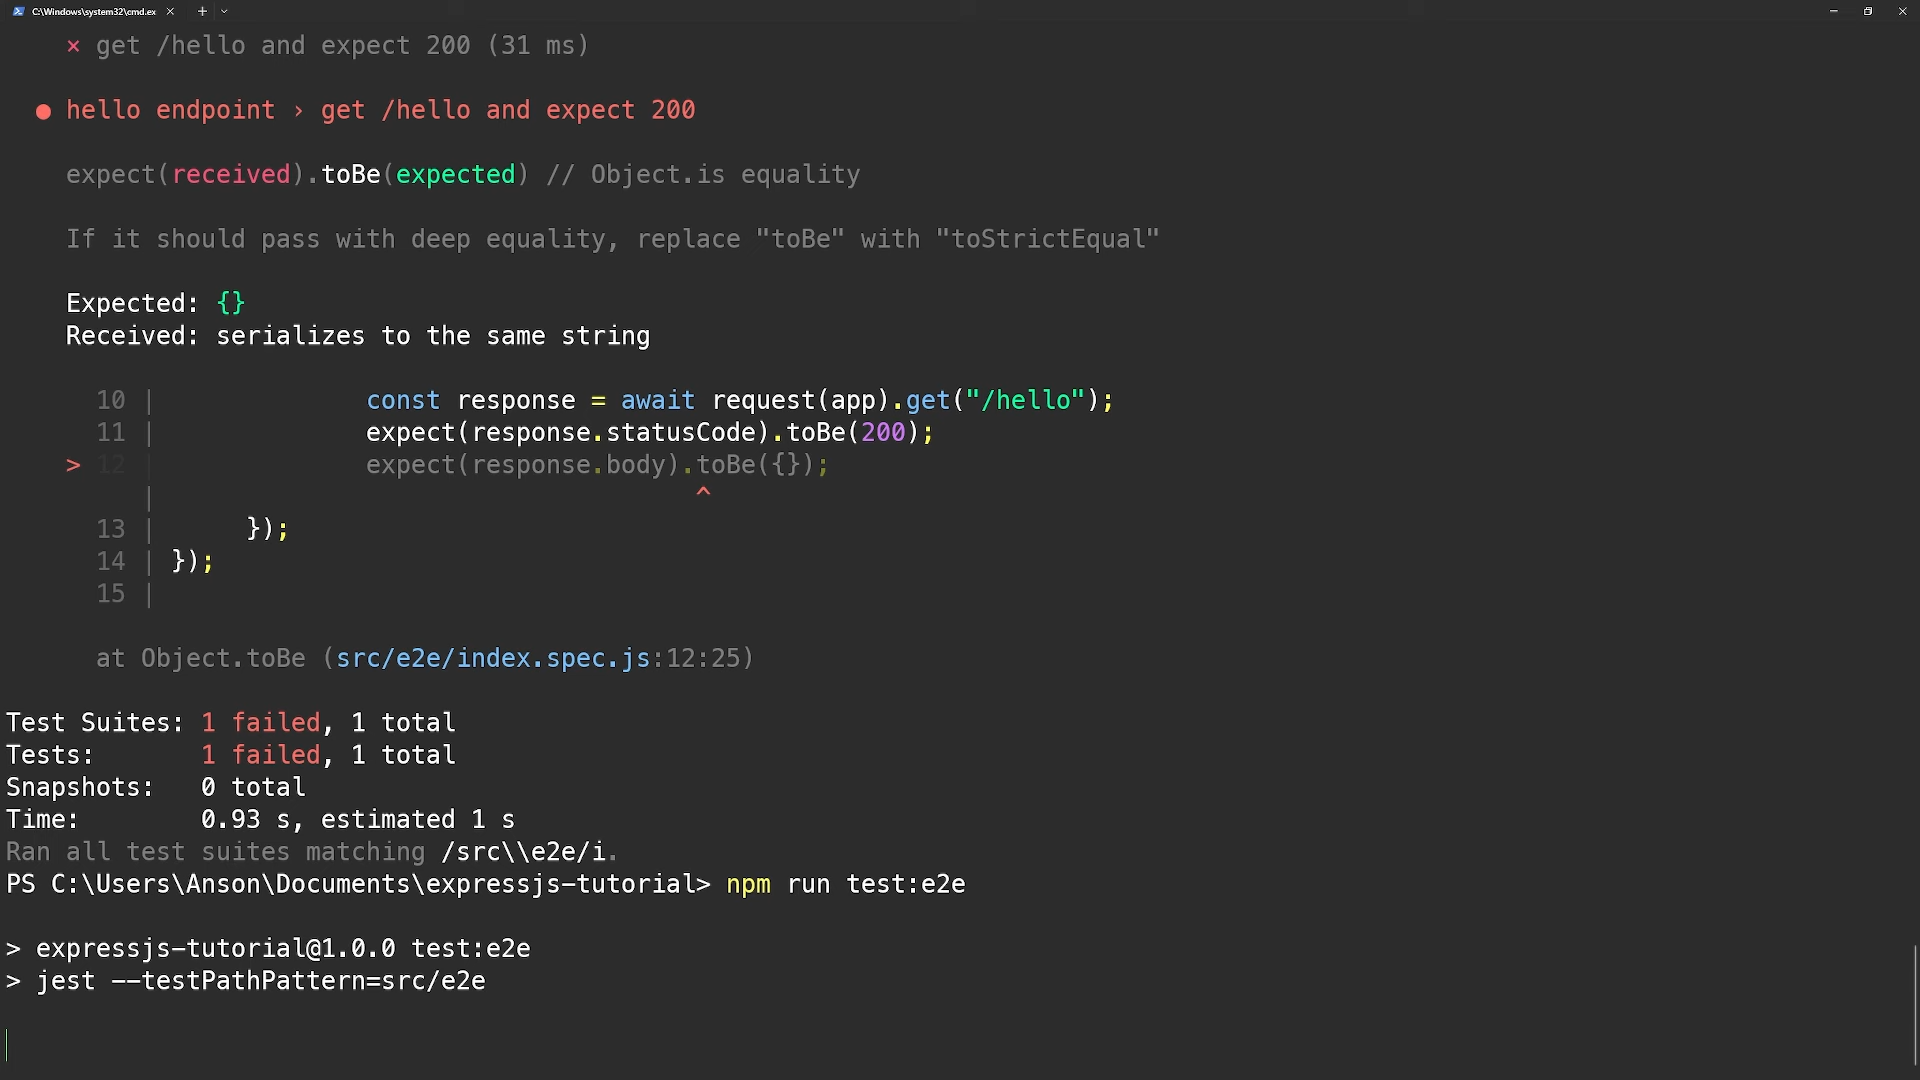 C:\Windows\system32\cmd.ex
× get /hello and expect 200 (31 ms)
● hello endpoint › get /hello and expect 200
expect(received).toBe(expected) // Object.is equality
If it should pass with deep equality, replace "toBe" with "toStrictEqual"
Expected: {}
Received: serializes to the same string
10 | const response = await request(app).get("/hello");
11 | expect(response.statusCode).toBe(200);
> 12 | expect(response.body).toBe({});
| ^
13 | });
14 | });
15 |
at Object.toBe (src/e2e/index.spec.js:12:25)
Test Suites: 1 failed, 1 total
Tests: 1 failed, 1 total
Snapshots: 0 total
Time: 0.93 s, estimated 1 s
Ran all test suites matching /src\\e2e/i.
PS C:\Users\Anson\Documents\expressjs-tutorial> npm run test:e2e
> expressjs-tutorial@1.0.0 test:e2e
> jest --testPathPattern=src/e2e